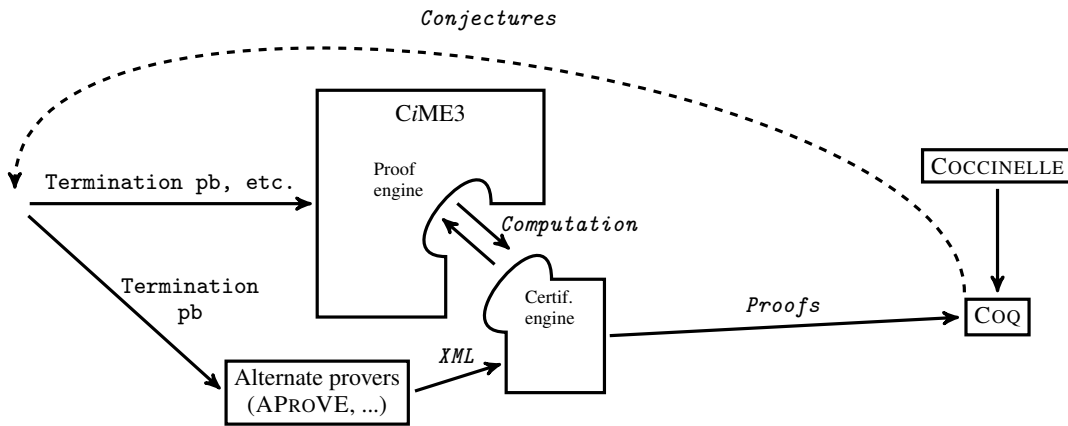 Conjectures
CiME3
Proof
engine
COCCINELLE
Termination pb, etc.
Computation
Termination
pb
Certif.
engine
Proofs
COQ
XML
Alternate provers
(APROVE, ...)